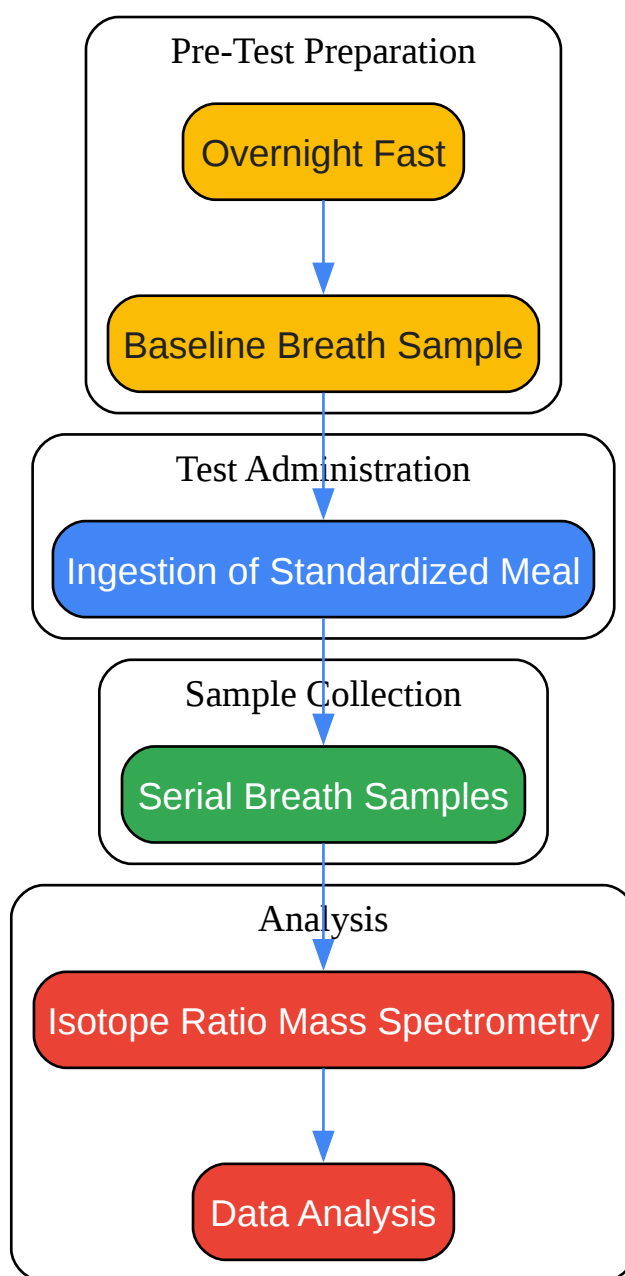 Pre-Test Preparation
Overnight Fast
Baseline Breath Sample
Test Administration
Ingestion of Standardized Meal
Sample Collection
Serial Breath Samples
Analysis
Isotope Ratio Mass Spectrometry
Data Analysis